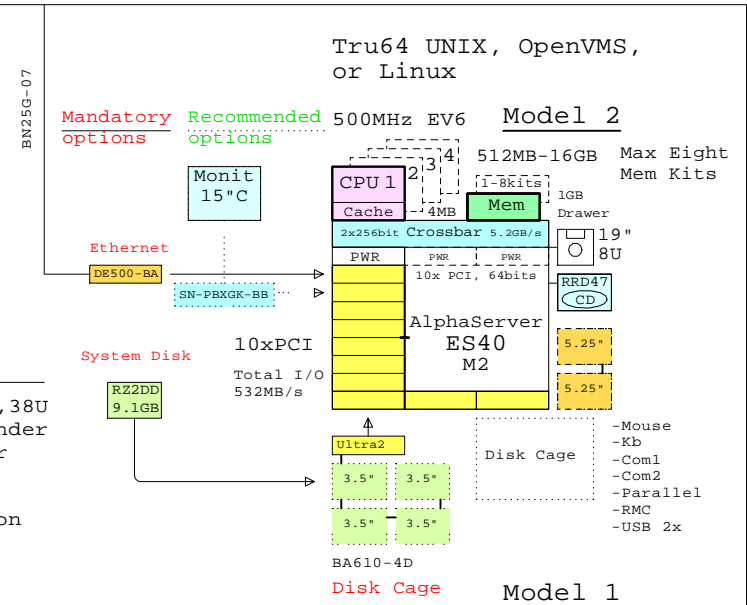 Tru64 UNIX, OpenVMS,
or Linux
BN25G-07
Mandatory
options
Recommended
options
500MHz EV6
Model 2
Monit
15"C
CPU 1
2
3
4
Cache
4MB
512MB-16GB
1-8kits
Mem
Max Eight
Mem Kits
1GB
Drawer
19"
8U
2x256bit Crossbar 5.2GB/s
PWR
PWR
PWR
10x PCI, 64bits
Ethernet
DE500-BA
SN-PBXGK-BB
RRD47
CD
AlphaServer
ES40
M2
10xPCI
Total I/O
532MB/s
5.25"
5.25"
System Disk
RZ2DD
9.1GB
,38U
nder
r
on
Ultra2
3.5"
3.5"
3.5"
3.5"
BA610-4D
Disk Cage
Disk Cage
-Mouse
-Kb
-Com1
-Com2
-Parallel
-RMC
-USB 2x
Model 1